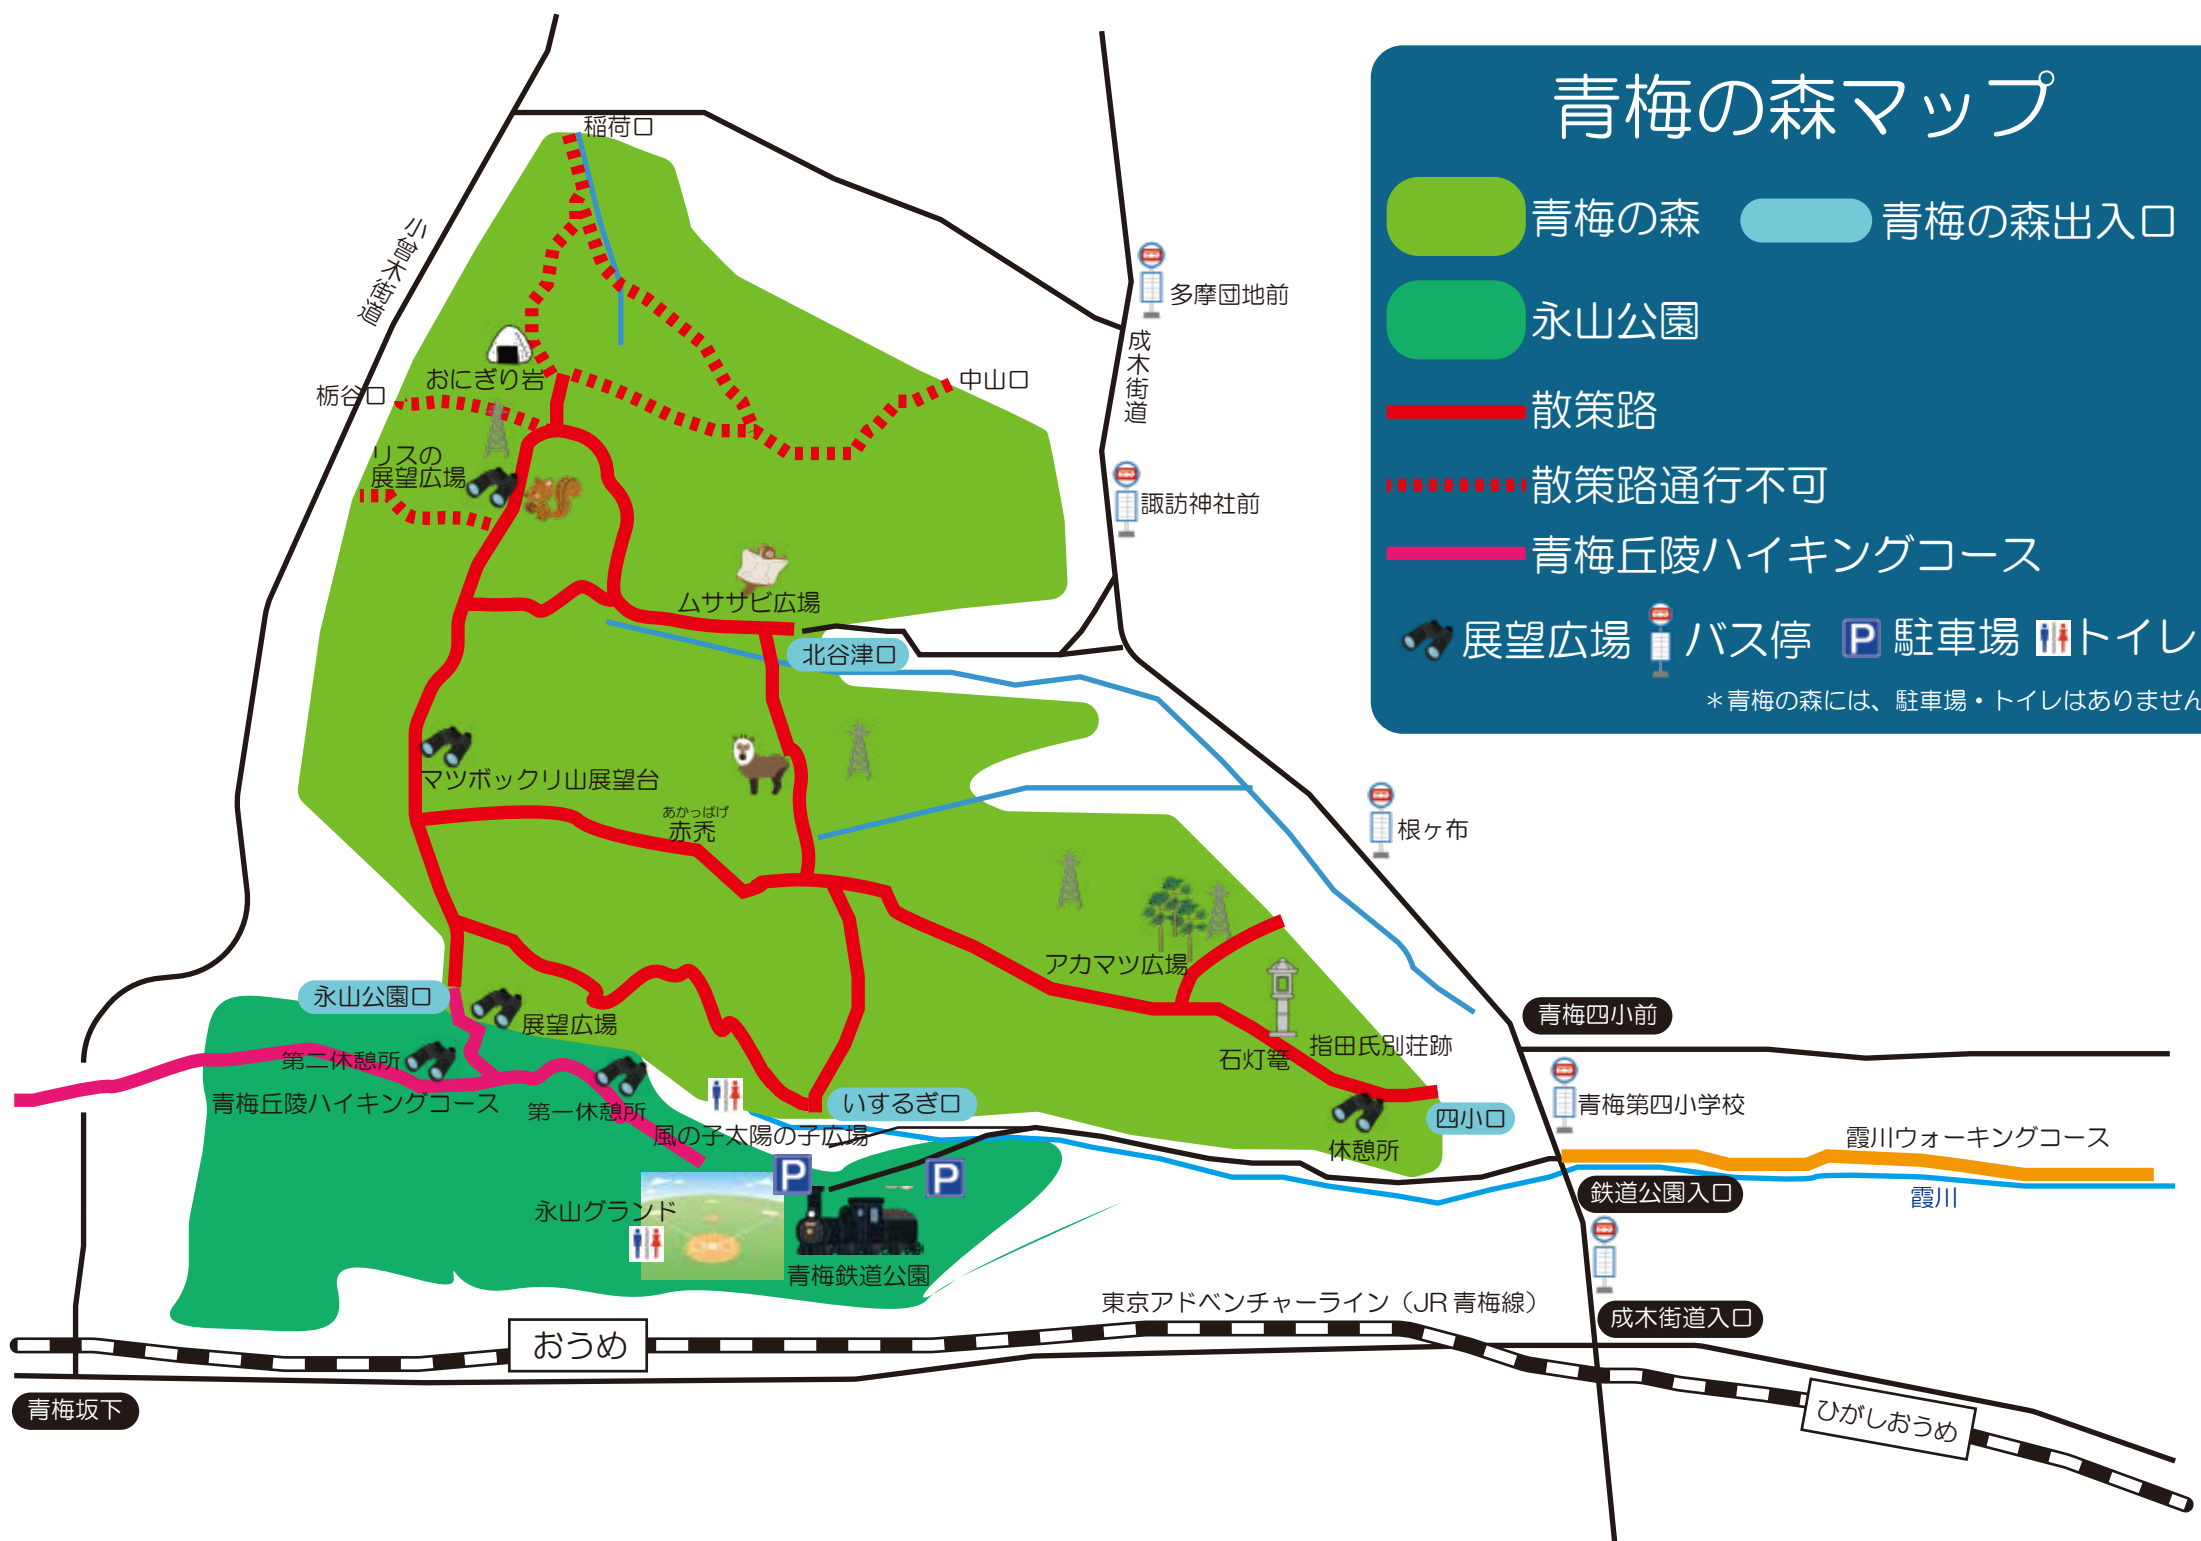 青梅の森マップ
青梅の森
青梅の森出入口
永山公園
散策路
散策路通行不可
青梅丘陵ハイキングコース
展望広場
バス停
P
駐車場
トイレ
＊青梅の森には、駐車場・トイレはありません
稲荷口
小曾木街道
多摩団地前
成木街道
おにぎり岩
中山口
栃谷口
リスの
展望広場
諏訪神社前
ムササビ広場
北谷津口
マツボックリ山展望台
あかっぱげ
赤禿
根ヶ布
アカマツ広場
永山公園口
展望広場
青梅四小前
石灯篭
指田氏別荘跡
第二休憩所
青梅丘陵ハイキングコース
第一休憩所
いするぎ口
青梅第四小学校
四小口
風の子太陽の子広場
休憩所
霞川ウォーキングコース
P
P
鉄道公園入口
霞川
永山グランド
青梅鉄道公園
東京アドベンチャーライン（JR 青梅線）
成木街道入口
おうめ
青梅坂下
ひがしおうめ